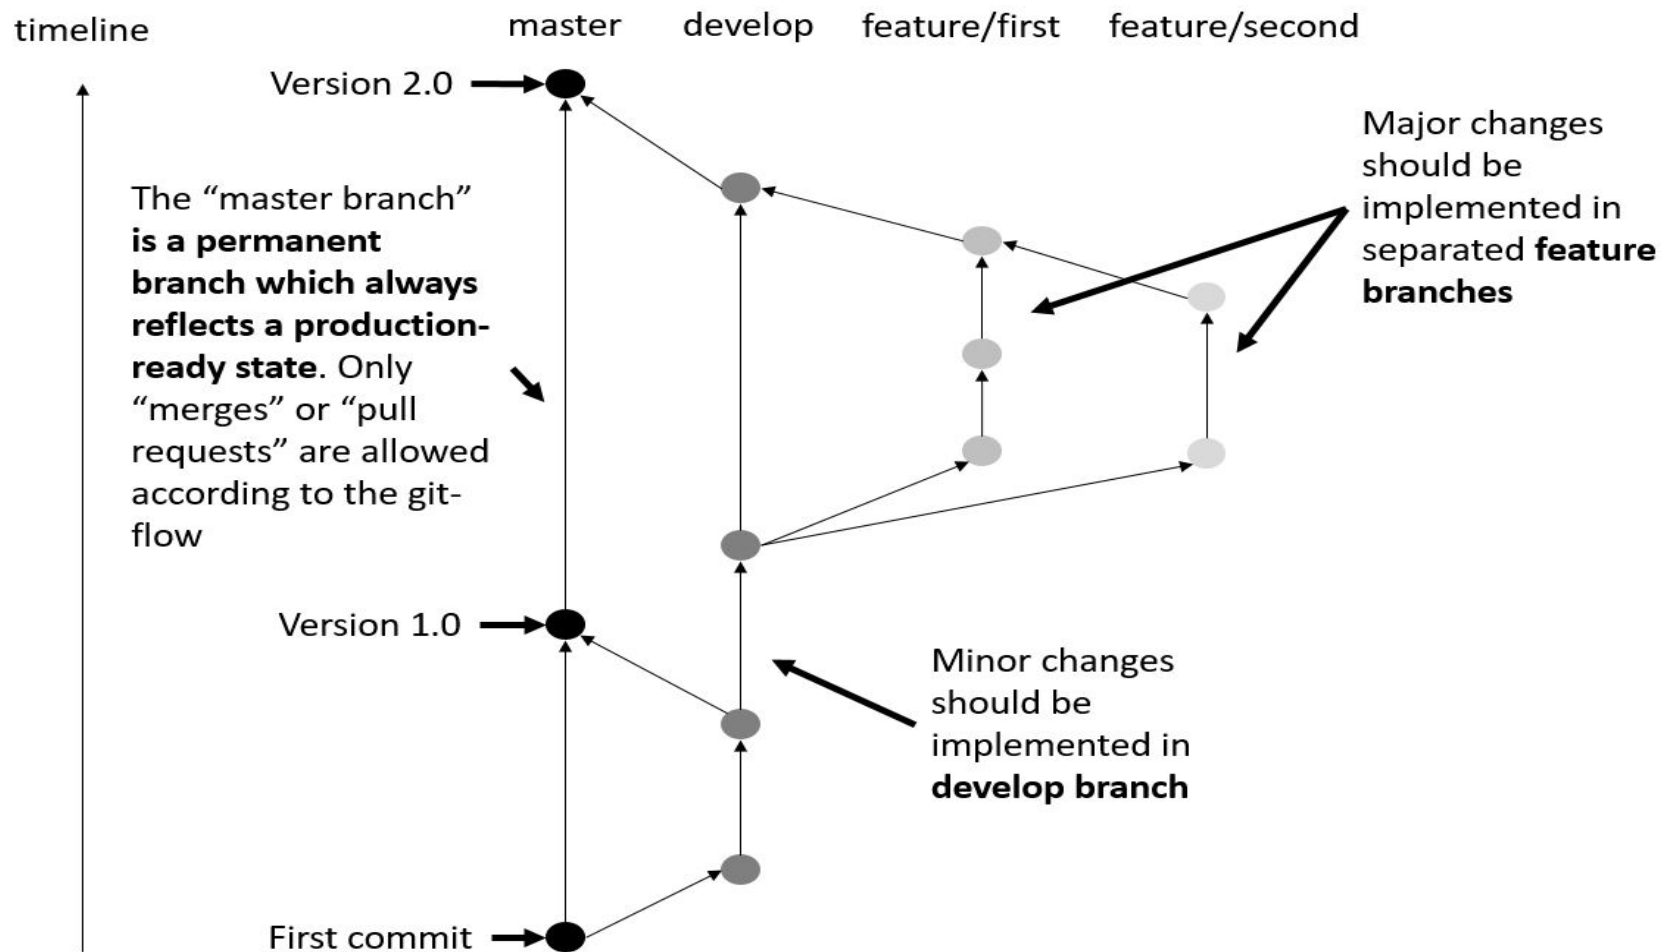 timeline
master
develop
feature/first
feature/second
Version 2.0
The “master branch”
is a permanent
branch which always
reflects a production-
ready state. Only
“merges” or “pull
requests” are allowed
according to the git-
flow
Major changes
should be
implemented in
separated feature
branches
Version 1.0
Minor changes
should be
implemented in
develop branch
First commit